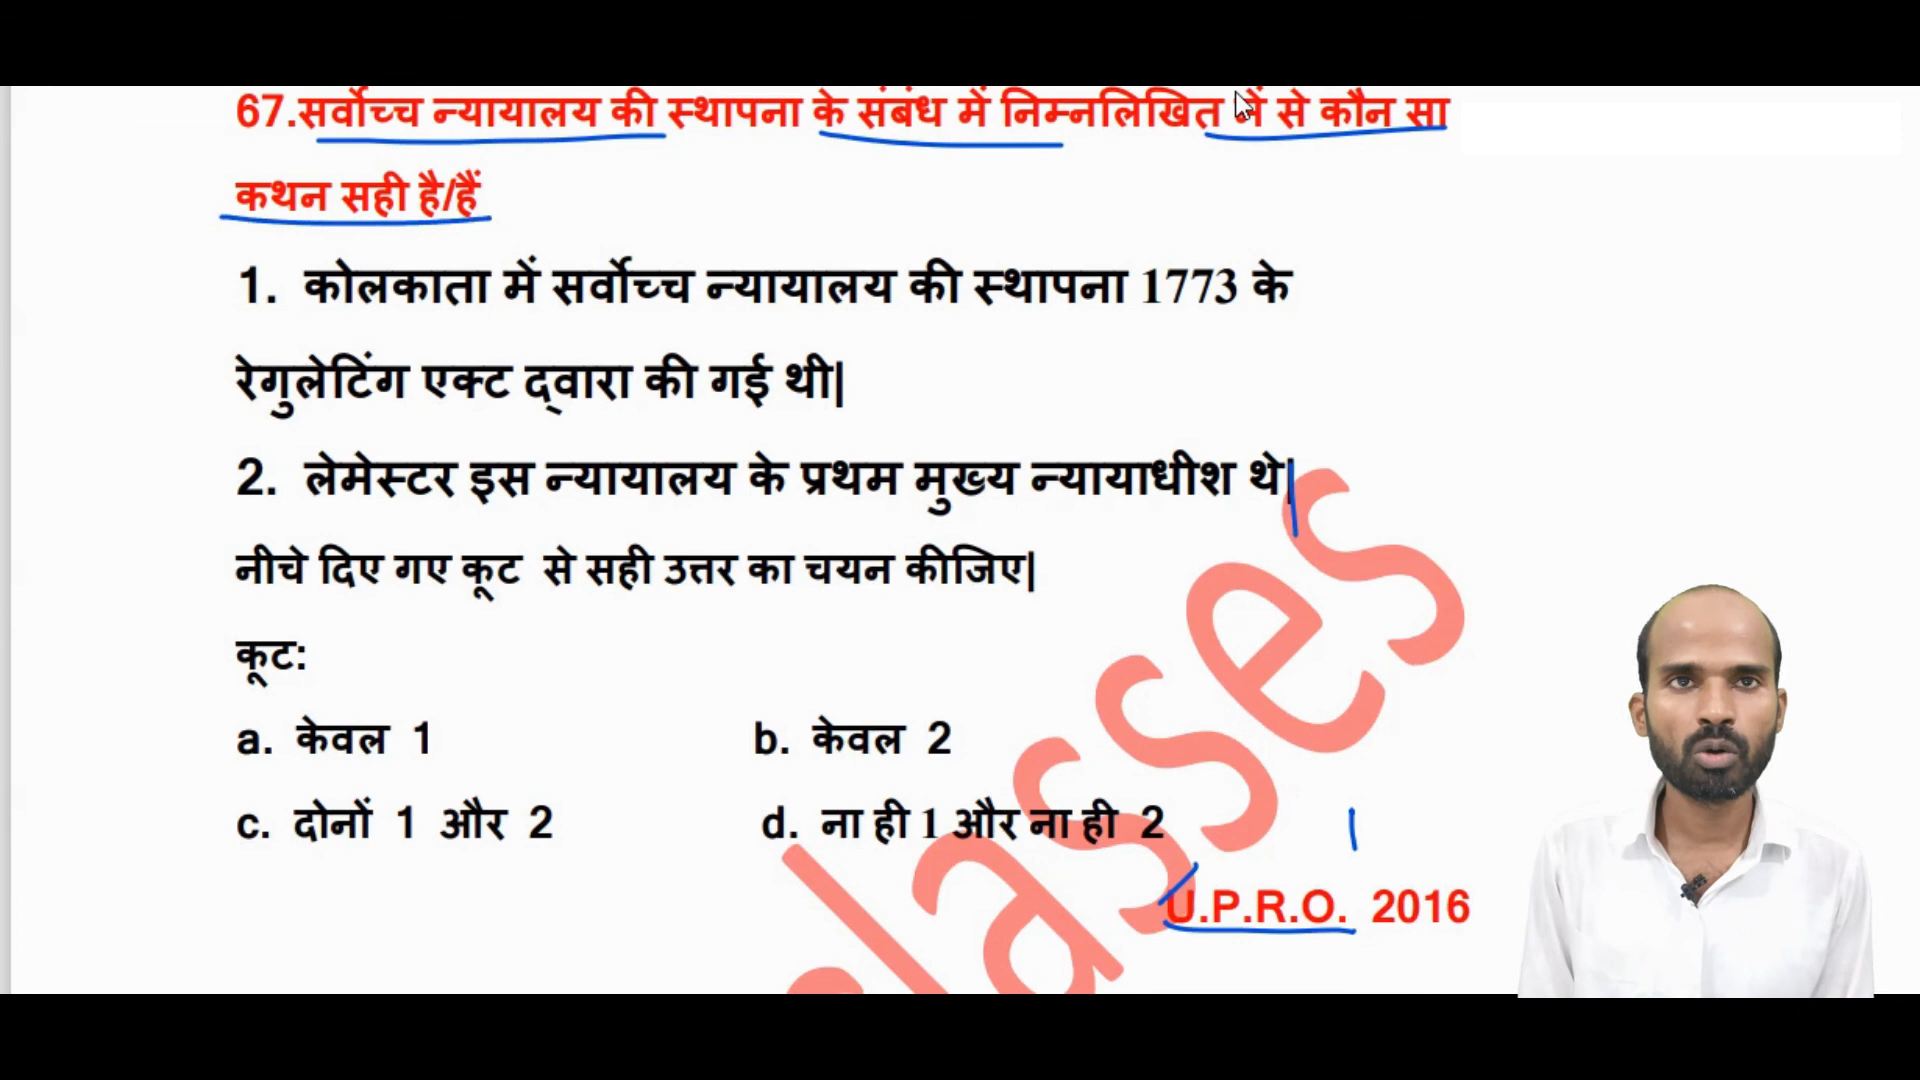 67.सर्वोच्च न्यायालय की स्थापना के संबंध में निम्नलिखित में से कौन सा
कथन सही है/हैं
1. कोलकाता में सर्वोच्च न्यायालय की स्थापना 1773 के
रेगुलेटिंग एक्ट द्वारा की गई थी|
2. लेमेस्टर इस न्यायालय के प्रथम मुख्य न्यायाधीश थे|
नीचे दिए गए कूट से सही उत्तर का चयन कीजिए|
कूट:
a. केवल 1 b. केवल 2
c. दोनों 1 और 2 d. ना ही 1 और ना ही 2
U.P.R.O. 2016
lasses